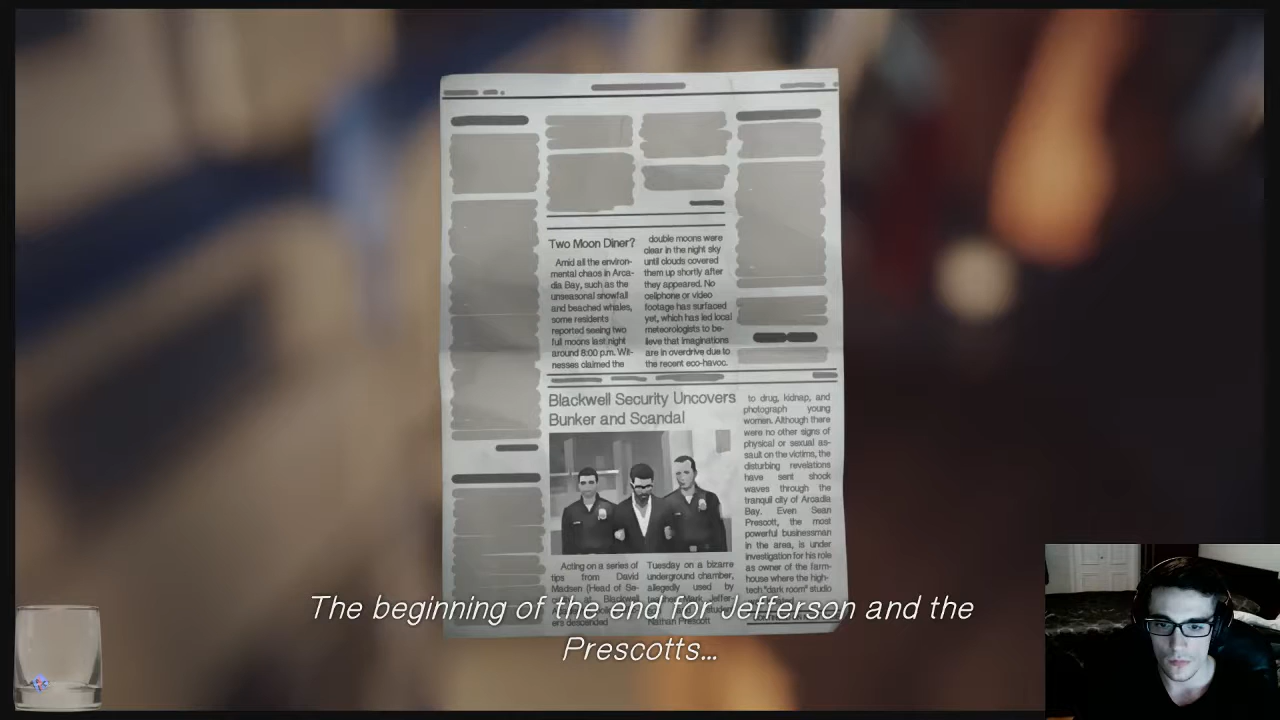 Two Moon Diner?
Amid all the environ-
mental chaos in Arca-
dia Bay, such as the
unseasonal snowfall
and beached whales,
some residents
reported seeing two
full moons last night
around 8:00 p.m. Wit-
nesses claimed the
double moons were
clear in the night sky
until clouds covered
them up shortly after
they appeared. No
cellphone or video
footage has surfaced
yet, which has led local
meteorologists to be-
lieve that imaginations
are in overdrive due to
the recent eco-havoc.
Blackwell Security Uncovers
Bunker and Scandal
Acting on a series of
tips from David
Madsen (Head of Se-
at Blackwell
ers descended
Tuesday on a bizarre
underground chamber,
allegedly used by
Mark Jeffer-
Nathan Prescott
to drug, kidnap, and
photograph young
women. Although there
were no other signs of
physical or sexual as-
sault on the victims, the
disturbing revelations
have sent shock
waves through the
tranquil city of Arcadia
Bay. Even Sean
Prescott, the most
powerful businessman
in the area, is under
investigation for his role
as owner of the farm-
house where the high-
tech "dark room" studio
The beginning of the end for Jefferson and the
Prescotts...